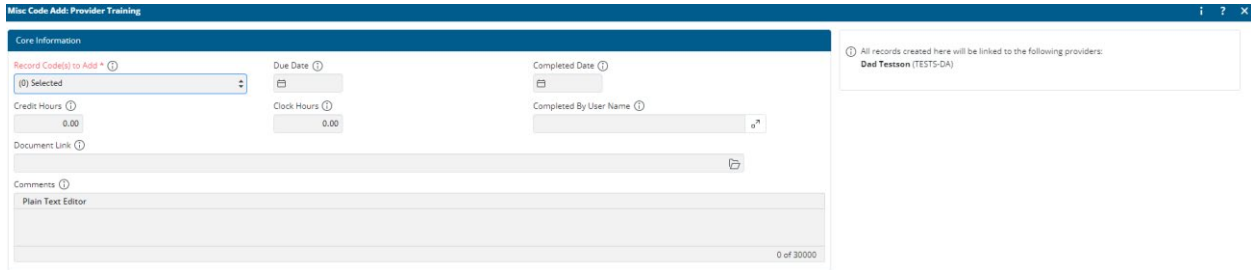 Misc Code Add: Provider Training
i ? ×
Core Information
Record Code(s) to Add *
Due Date
Completed Date
(0) Selected
Credit Hours
Clock Hours
Completed By User Name
0.00
0.00
Document Link
Comments
Plain Text Editor
0 of 30000
All records created here will be linked to the following providers:
Dad Testson (TESTS-DA)